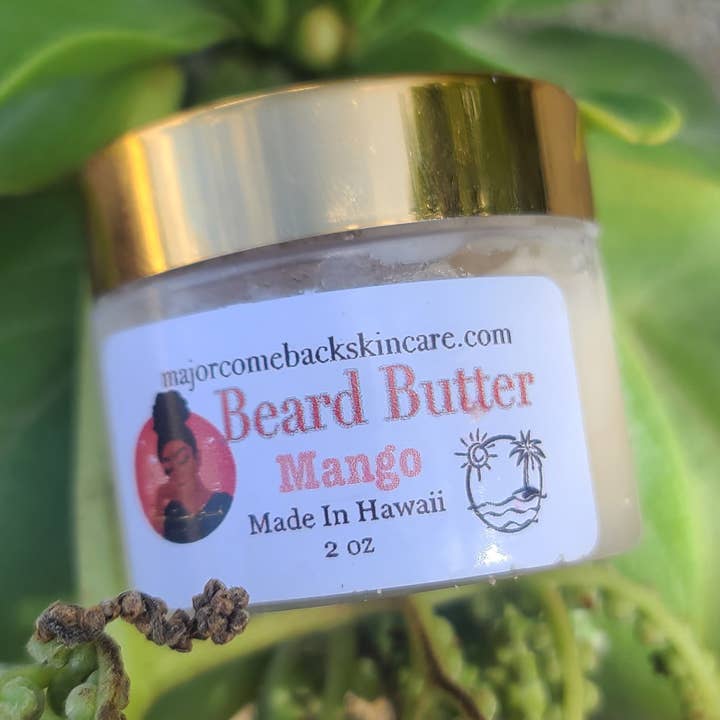 majorcomebackskincare.com
Beard Butter
Mango
Made In Hawaii
2 oz